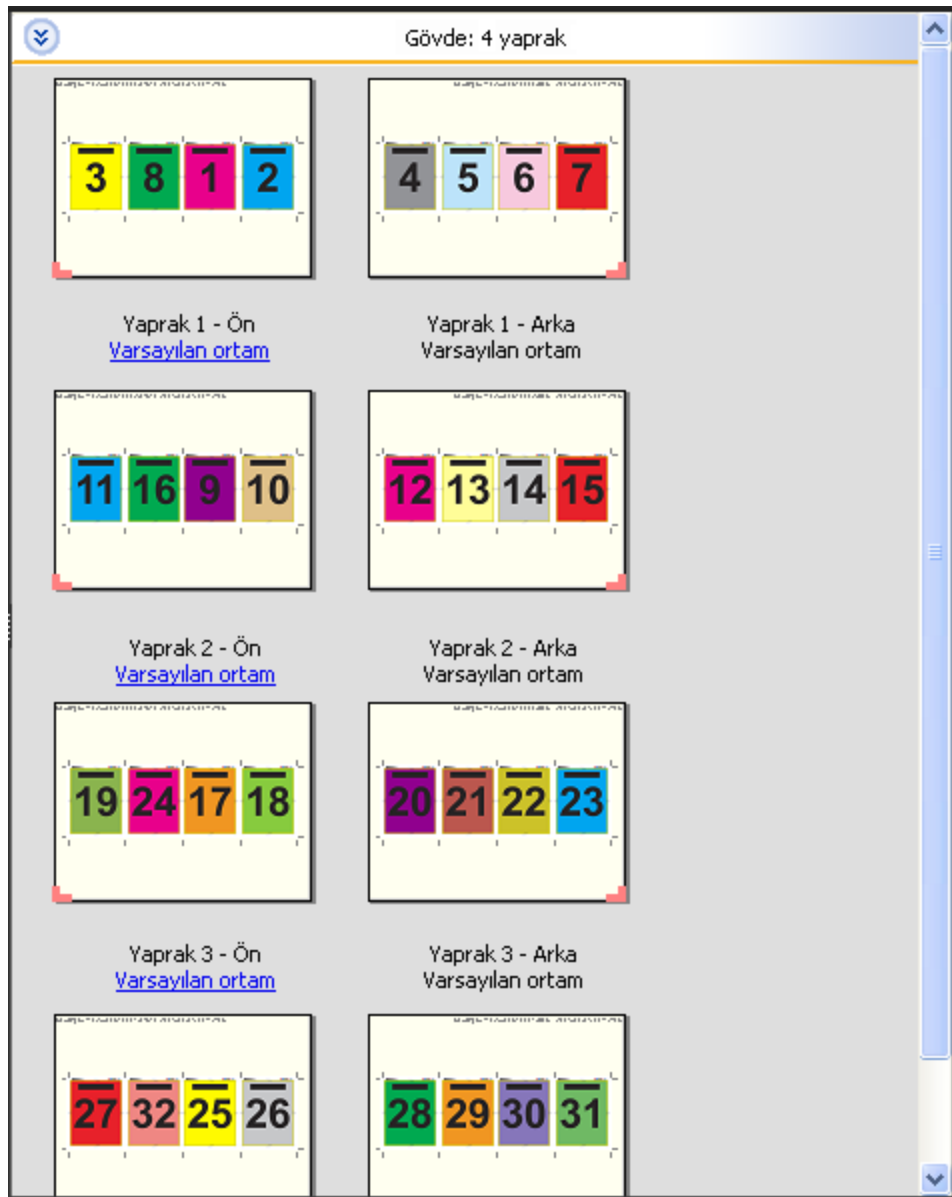 Gövde: 4 yaprak
3 8 1 2
4 5 6 7
Yaprak 1 - Ön
Varsayılan ortam
Yaprak 1 - Arka
Varsayılan ortam
11 16 9 10
12 13 14 15
Yaprak 2 - Ön
Varsayılan ortam
Yaprak 2 - Arka
Varsayılan ortam
19 24 17 18
20 21 22 23
Yaprak 3 - Ön
Varsayılan ortam
Yaprak 3 - Arka
Varsayılan ortam
27 32 25 26
28 29 30 31